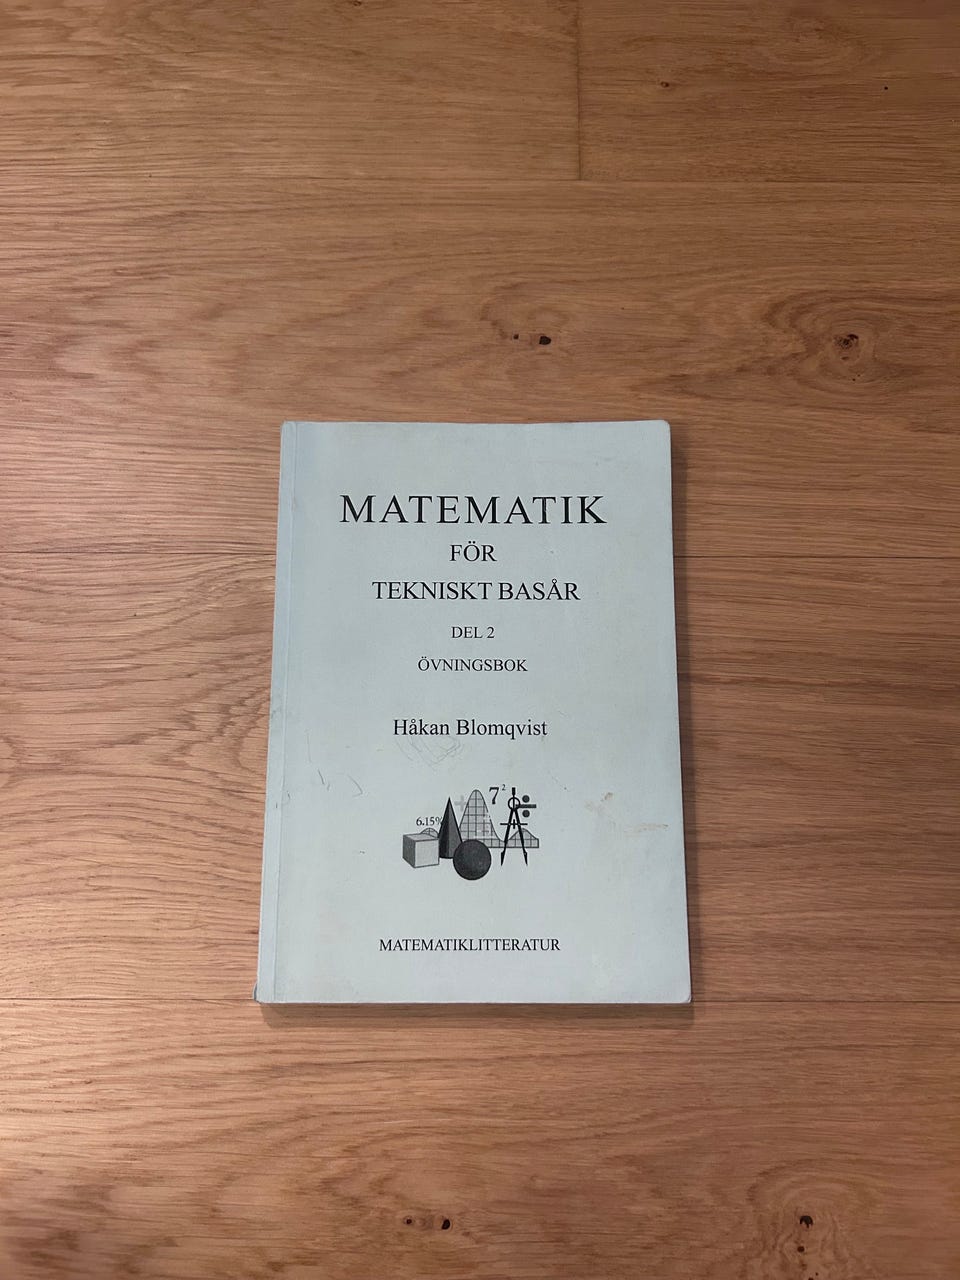 MATEMATIK
FÖR
TEKNISKT BASÅR
DEL 2
ÖVNINGSBOK
Håkan Blomqvist
7²
6.15%
MATEMATIKLITTERATUR